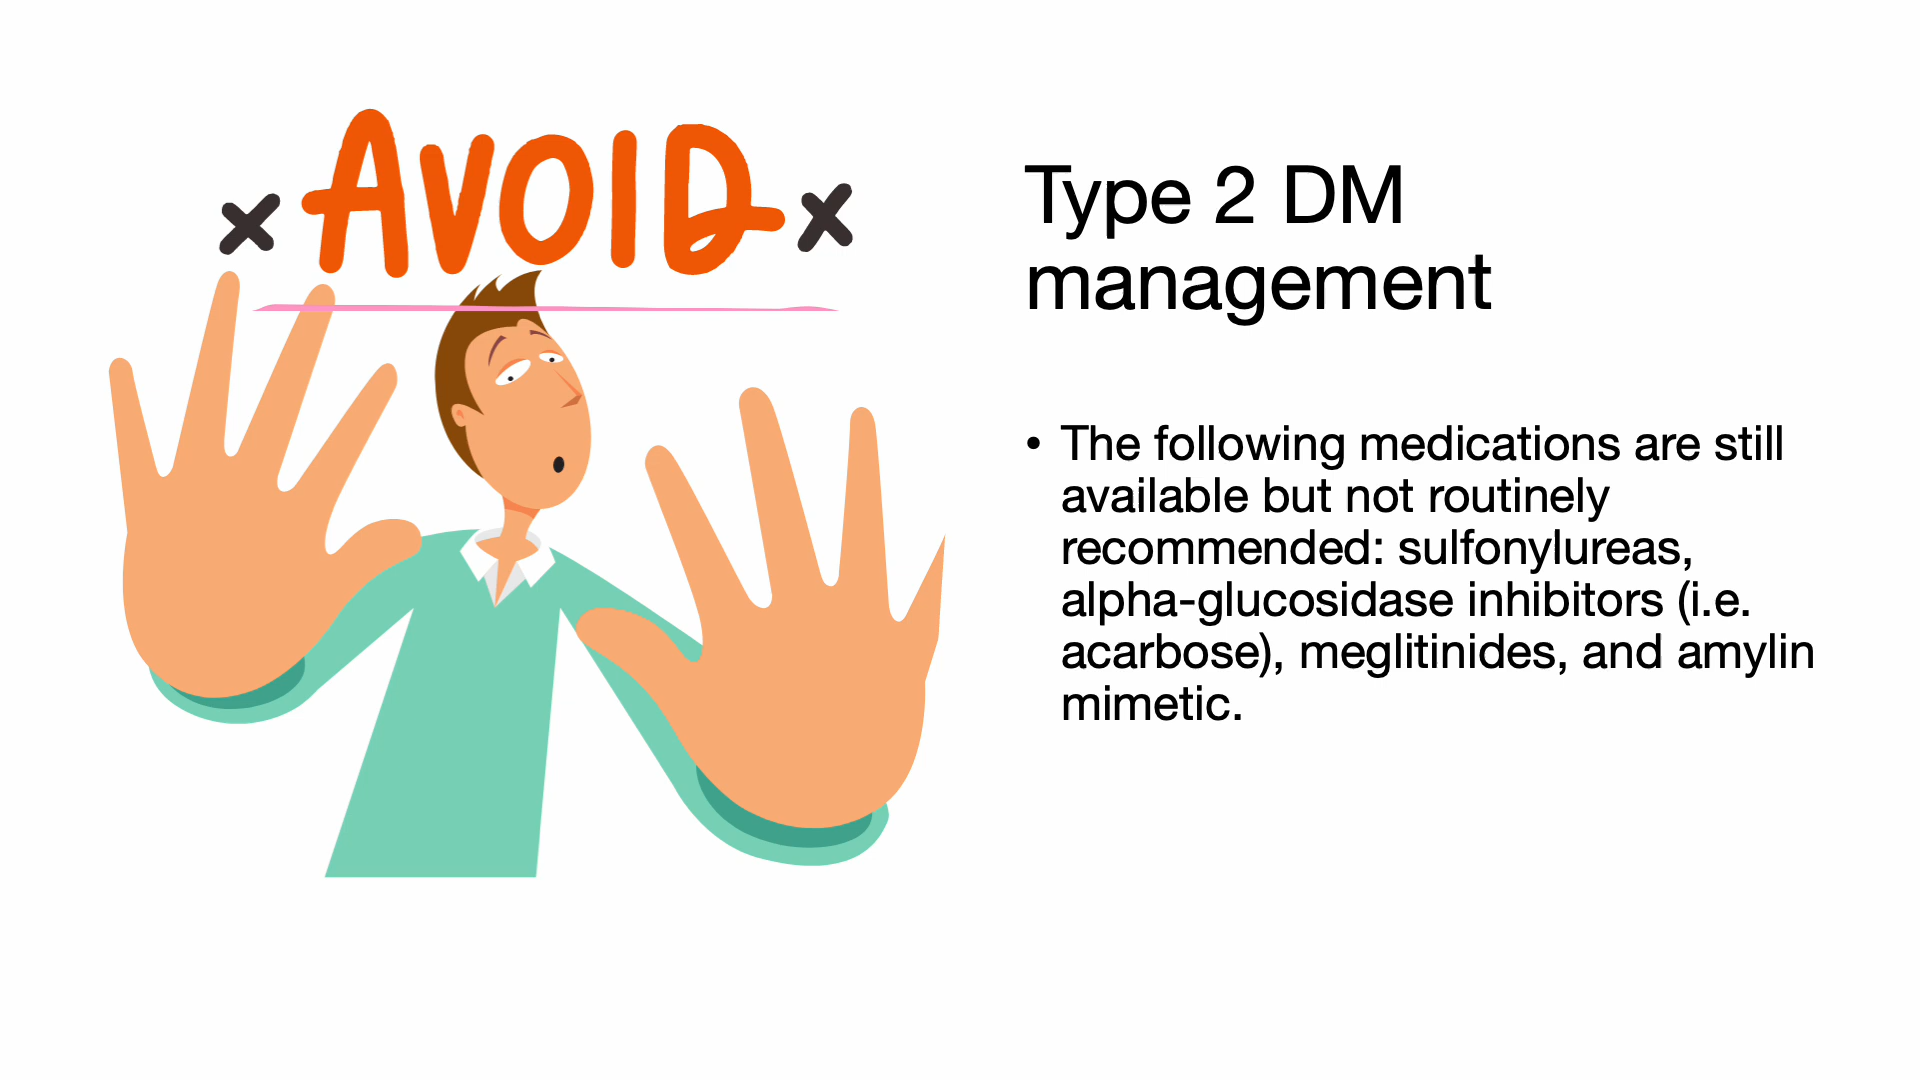 AVOID
Type 2 DM
management
• The following medications are still
available but not routinely
recommended: sulfonylureas,
alpha-glucosidase inhibitors (i.e.
acarbose), meglitinides, and amylin
mimetic.